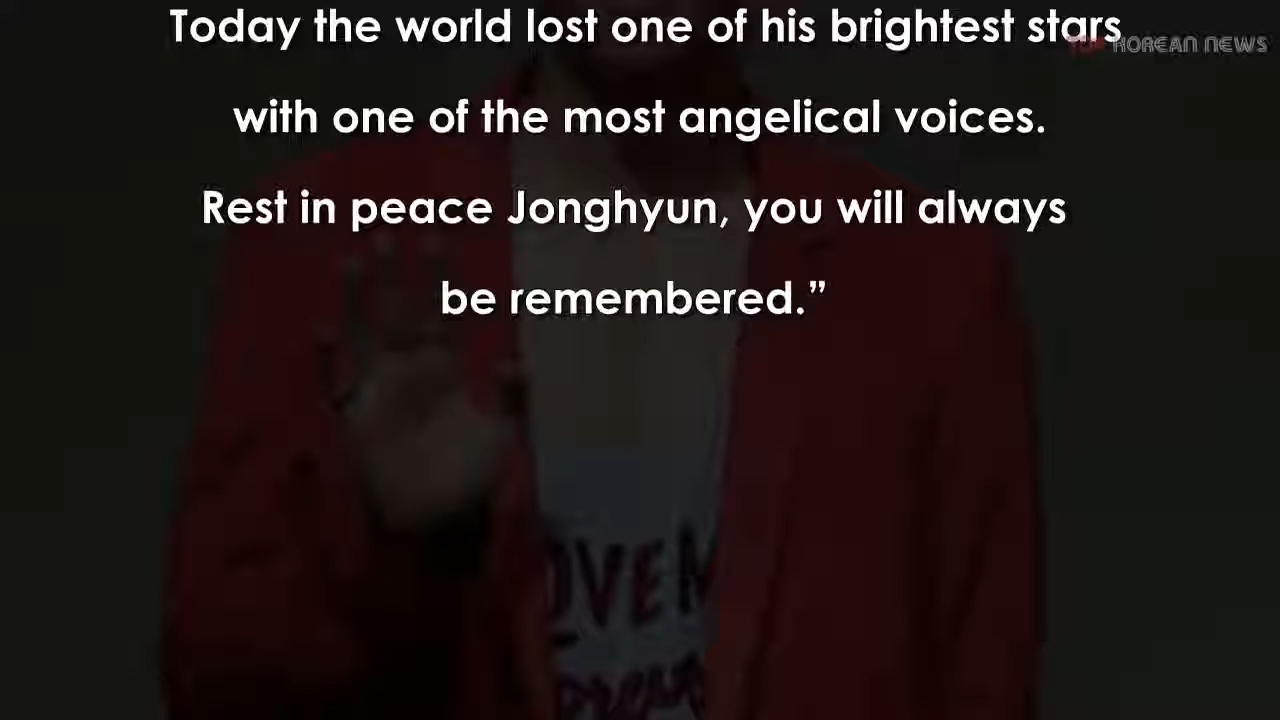 Today the world lost one of his brightest stars
TOP KOREAN NEWS
with one of the most angelical voices.
Rest in peace Jonghyun, you will always
be remembered.”